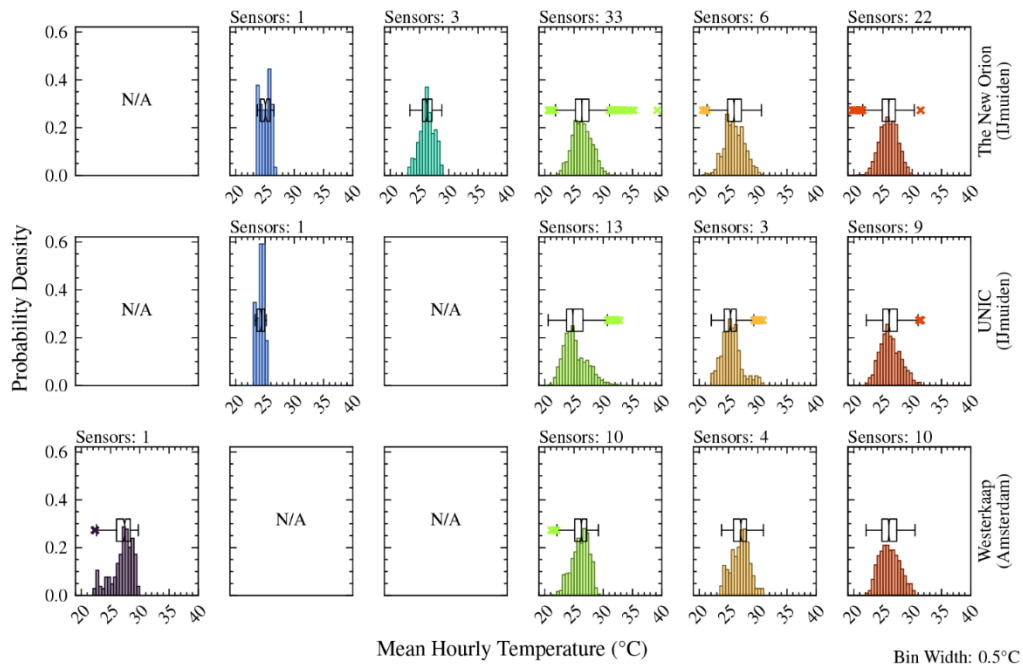 Sensors: 1
Sensors: 3
Sensors: 33
Sensors: 6
Sensors: 22
0.6
0.4
0.2
0.0
N/A
20 25 30 35 40
20 25 30 35 40
20 25 30 35 40
20 25 30 35 40
20 25 30 35 40
The New Orion
(IJmuiden)
Sensors: 1
Sensors: 13
Sensors: 3
Sensors: 9
0.6
0.4
0.2
0.0
N/A
N/A
20 25 30 35 40
20 25 30 35 40
20 25 30 35 40
20 25 30 35 40
UNIC
(IJmuiden)
Probability Density
Sensors: 1
Sensors: 10
Sensors: 4
Sensors: 10
0.6
0.4
0.2
0.0
N/A
N/A
20 25 30 35 40
20 25 30 35 40
20 25 30 35 40
20 25 30 35 40
Westerkaap
(Amsterdam)
Mean Hourly Temperature (°C)
Bin Width: 0.5°C